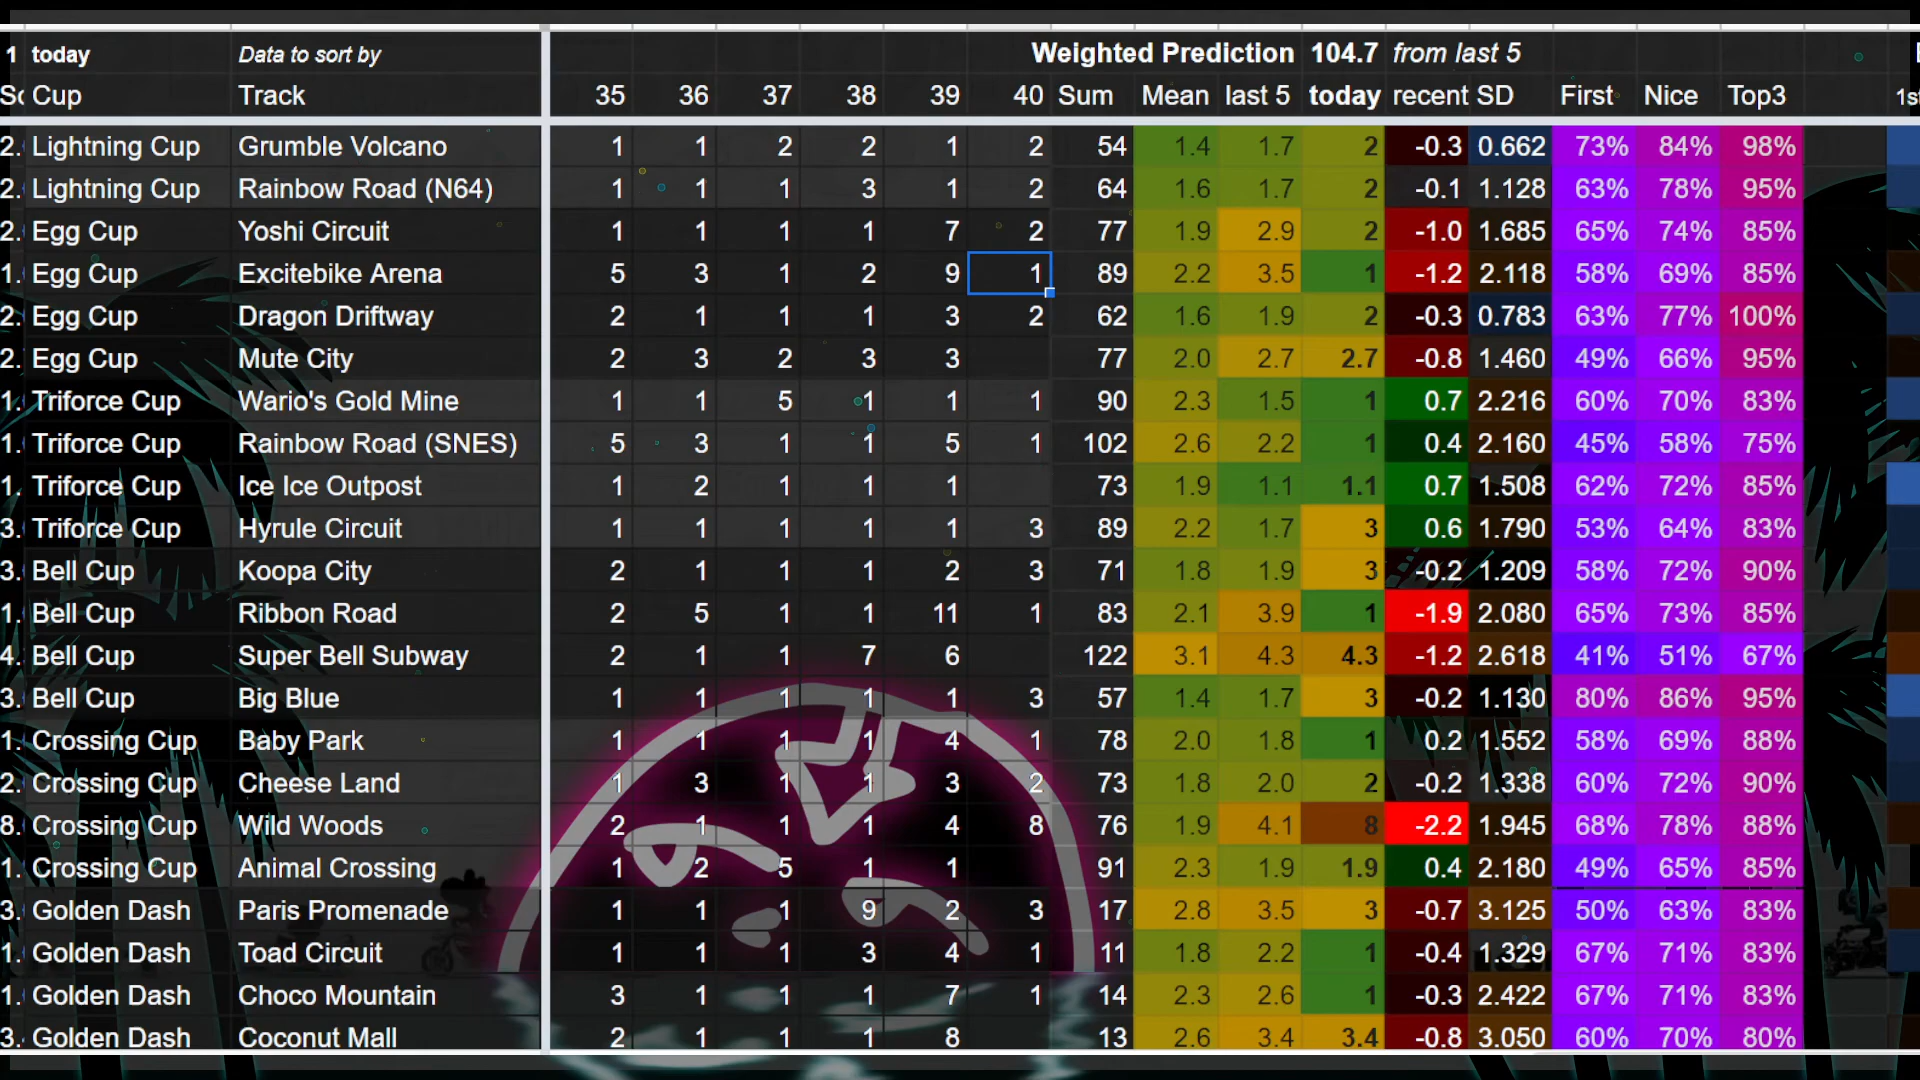 1 today Data to sort by Weighted Prediction 104.7 from last 5
Cup Track 35 36 37 38 39 40 Sum Mean last 5 today recent SD First Nice Top3
2. Lightning Cup Grumble Volcano 1 1 2 2 1 2 54 1.4 1.7 2 -0.3 0.662 73% 84% 98%
2. Lightning Cup Rainbow Road (N64) 1 1 1 3 1 2 64 1.6 1.7 2 -0.1 1.128 63% 78% 95%
2. Egg Cup Yoshi Circuit 1 1 1 1 7 2 77 1.9 2.9 2 -1.0 1.685 65% 74% 85%
1. Egg Cup Excitebike Arena 5 3 1 2 9 1 89 2.2 3.5 1 -1.2 2.118 58% 69% 85%
2. Egg Cup Dragon Driftway 2 1 1 1 3 2 62 1.6 1.9 2 -0.3 0.783 63% 77% 100%
2. Egg Cup Mute City 2 3 2 3 3 77 2.0 2.7 2.7 -0.8 1.460 49% 66% 95%
1. Triforce Cup Wario's Gold Mine 1 1 5 1 1 1 90 2.3 1.5 1 0.7 2.216 60% 70% 83%
1. Triforce Cup Rainbow Road (SNES) 5 3 1 1 5 1 102 2.6 2.2 1 0.4 2.160 45% 58% 75%
1. Triforce Cup Ice Ice Outpost 1 2 1 1 1 73 1.9 1.1 1.1 0.7 1.508 62% 72% 85%
3. Triforce Cup Hyrule Circuit 1 1 1 1 1 3 89 2.2 1.7 3 0.6 1.790 53% 64% 83%
3. Bell Cup Koopa City 2 1 1 1 2 3 71 1.8 1.9 3 -0.2 1.209 58% 72% 90%
1. Bell Cup Ribbon Road 2 5 1 1 11 1 83 2.1 3.9 1 -1.9 2.080 65% 73% 85%
4. Bell Cup Super Bell Subway 2 1 1 7 6 122 3.1 4.3 4.3 -1.2 2.618 41% 51% 67%
3. Bell Cup Big Blue 1 1 1 1 1 3 57 1.4 1.7 3 -0.2 1.130 80% 86% 95%
1. Crossing Cup Baby Park 1 1 1 1 4 1 78 2.0 1.8 1 0.2 1.552 58% 69% 88%
2. Crossing Cup Cheese Land 1 3 1 1 3 2 73 1.8 2.0 2 -0.2 1.338 60% 72% 90%
8. Crossing Cup Wild Woods 2 1 1 1 4 8 76 1.9 4.1 8 -2.2 1.945 68% 78% 88%
1. Crossing Cup Animal Crossing 1 2 5 1 1 91 2.3 1.9 1.9 0.4 2.180 49% 65% 85%
3. Golden Dash Paris Promenade 1 1 1 9 2 3 17 2.8 3.5 3 -0.7 3.125 50% 63% 83%
1. Golden Dash Toad Circuit 1 1 1 3 4 1 11 1.8 2.2 1 -0.4 1.329 67% 71% 83%
1. Golden Dash Choco Mountain 3 1 1 1 7 1 14 2.3 2.6 1 -0.3 2.422 67% 71% 83%
3. Golden Dash Coconut Mall 2 1 1 1 8 13 2.6 3.4 3.4 -0.8 3.050 60% 70% 80%